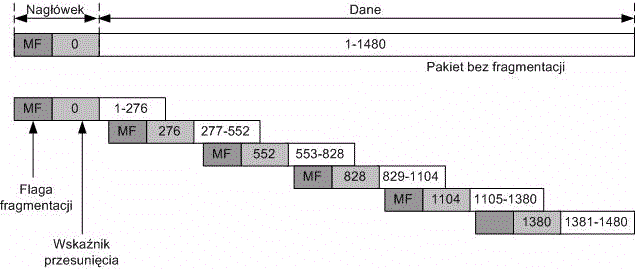 Nagłówek Dane
MF 0 1-1480
Pakiet bez fragmentacji
MF 0 1-276
MF 276 277-552
MF 552 553-828
MF 828 829-1104
MF 1104 1105-1380
1380 1381-1480
Flaga
fragmentacji
Wskaźnik
przesunięcia